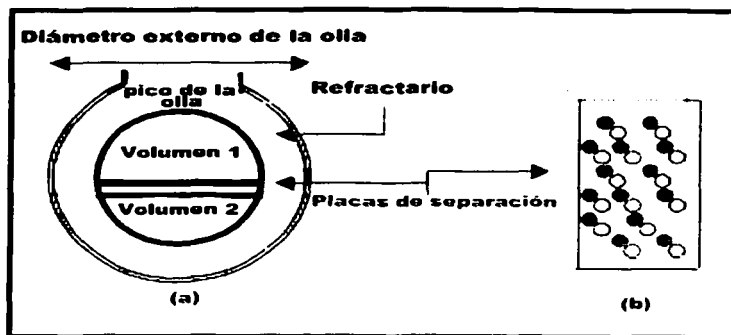 Diámetro externo de la olla
pico de la
olla
Refractario
Volumen 1
Volumen 2
Placas de separación
(a)
(b)